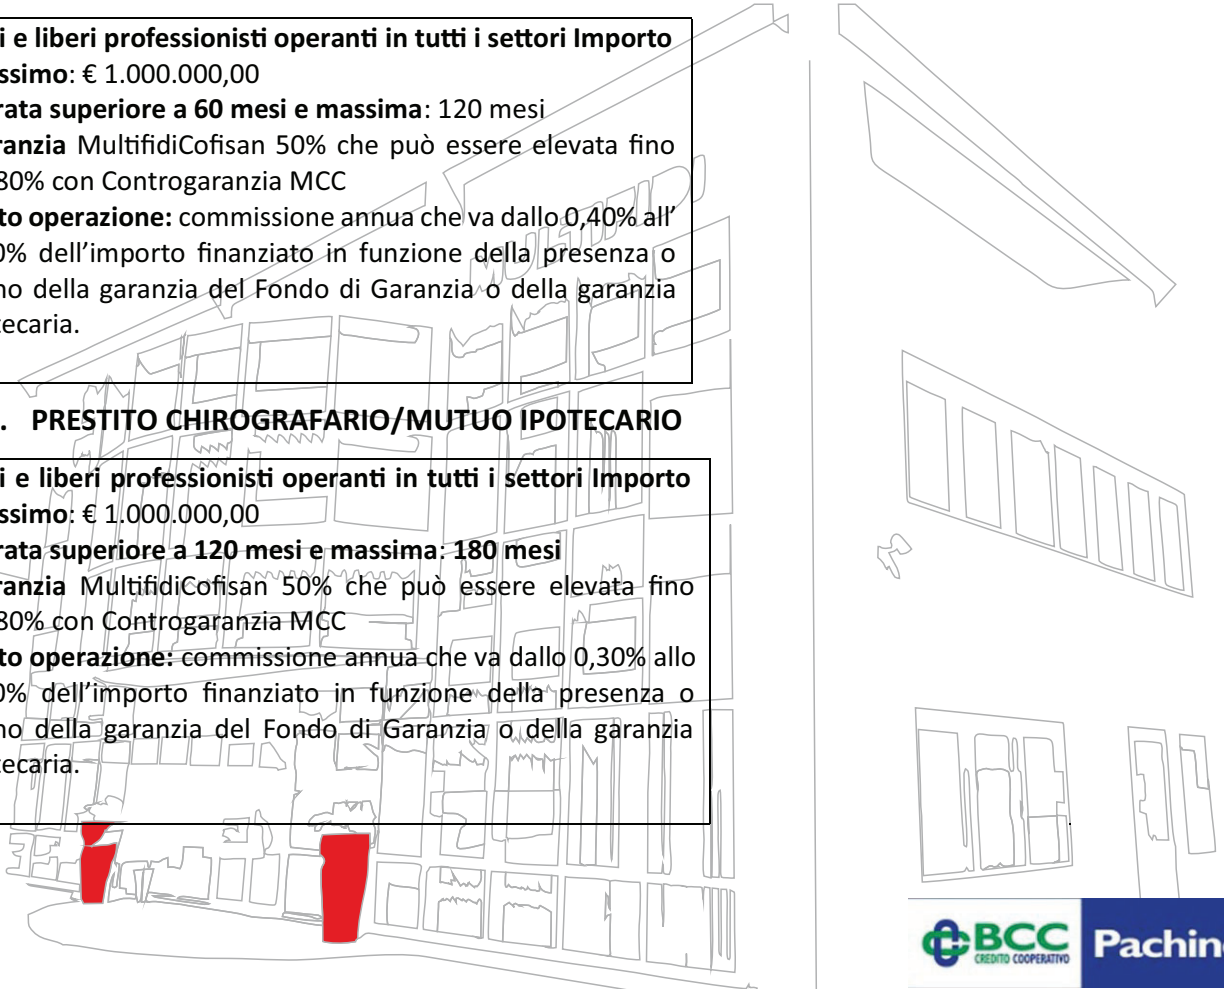 i e liberi professionisti operanti in tutti i settori Importo
ssimo: € 1.000.000,00
rata superiore a 60 mesi e massima: 120 mesi
ranzia MultifidiCofisan 50% che può essere elevata fino
80% con Controgaranzia MCC
to operazione: commissione annua che va dallo 0,40% all’
0% dell’importo finanziato in funzione della presenza o
no della garanzia del Fondo di Garanzia o della garanzia
tecaria.
. PRESTITO CHIROGRAFARIO/MUTUO IPOTECARIO
i e liberi professionisti operanti in tutti i settori Importo
ssimo: € 1.000.000,00
rata superiore a 120 mesi e massima: 180 mesi
ranzia MultifidiCofisan 50% che può essere elevata fino
80% con Controgaranzia MCC
to operazione: commissione annua che va dallo 0,30% allo
0% dell’importo finanziato in funzione della presenza o
no della garanzia del Fondo di Garanzia o della garanzia
tecaria.
MULTIFIDI
BCC Pachino
CREDITO COOPERATIVO